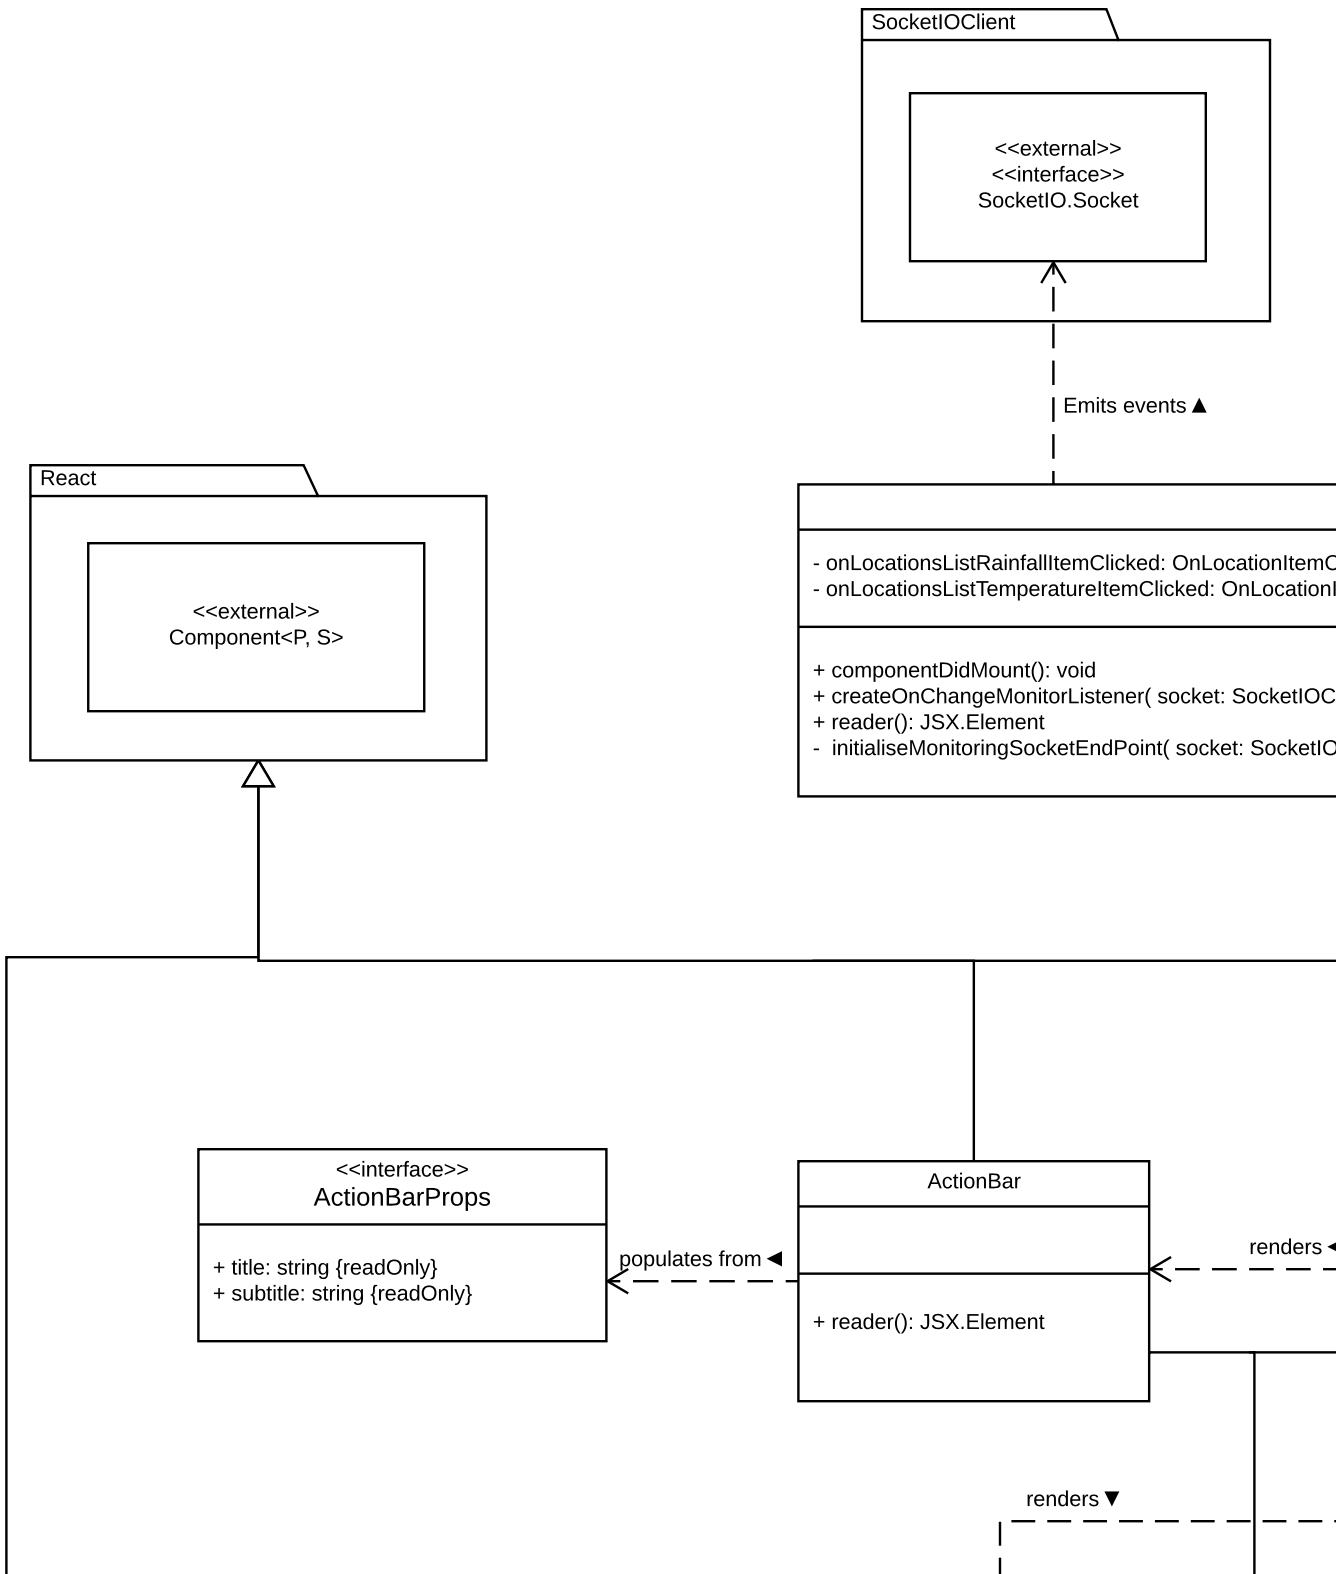 SocketIOClient
<<external>>
<<interface>>
SocketIO.Socket
Emits events ▲
React
<<external>>
Component<P, S>
- onLocationsListRainfallItemClicked: OnLocationItemC
- onLocationsListTemperatureItemClicked: OnLocationI
+ componentDidMount(): void
+ createOnChangeMonitorListener( socket: SocketIOC
+ reader(): JSX.Element
-  initialiseMonitoringSocketEndPoint( socket: SocketIO
<<interface>>
ActionBarProps
+ title: string {readOnly}
+ subtitle: string {readOnly}
populates from ◀
ActionBar
+ reader(): JSX.Element
renders ◀
renders ▼